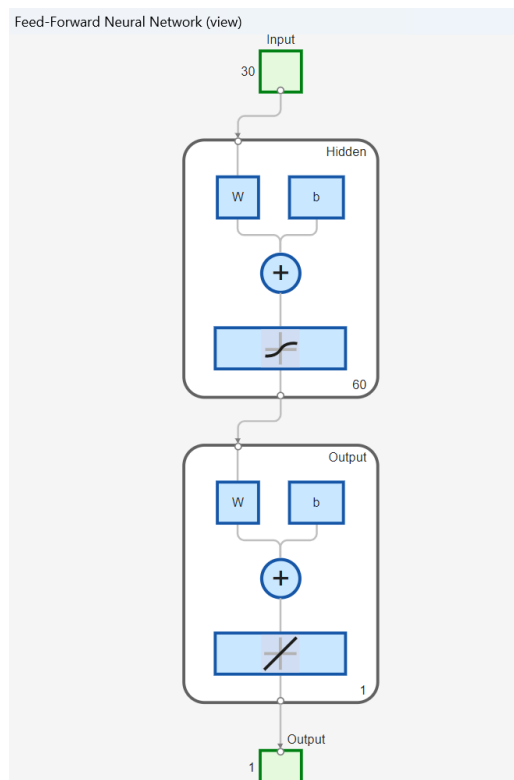 Feed-Forward Neural Network (view)
Input
30
Hidden
W b
+
60
Output
W b
+
1
Output
1